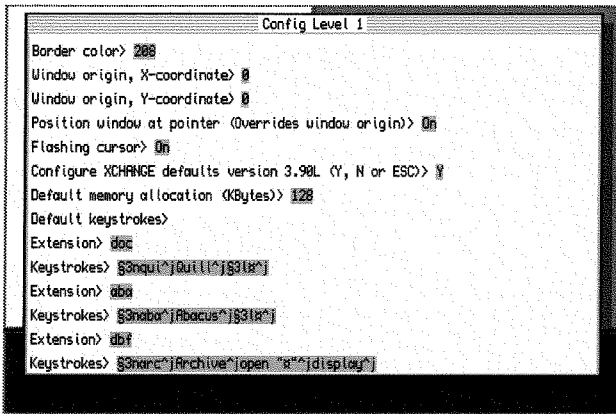 Config Level 1
Border color> 208
Window origin, X-coordinate> 0
Window origin, Y-coordinate> 0
Position window at pointer (Overrides window origin)> On
Flashing cursor> On
Configure XCHANGE defaults version 3.90L (Y, N or ESC)> Y
Default memory allocation (KBytes)> 128
Default keystrokes>
Extension> doc
Keystrokes> §3nqui^jQuill^j§3l¤^j
Extension> aba
Keystrokes> §3naba^jAbacus^j§3l¤^j
Extension> dbf
Keystrokes> §3narc^jArchive^jopen "¤"^jdisplay^j